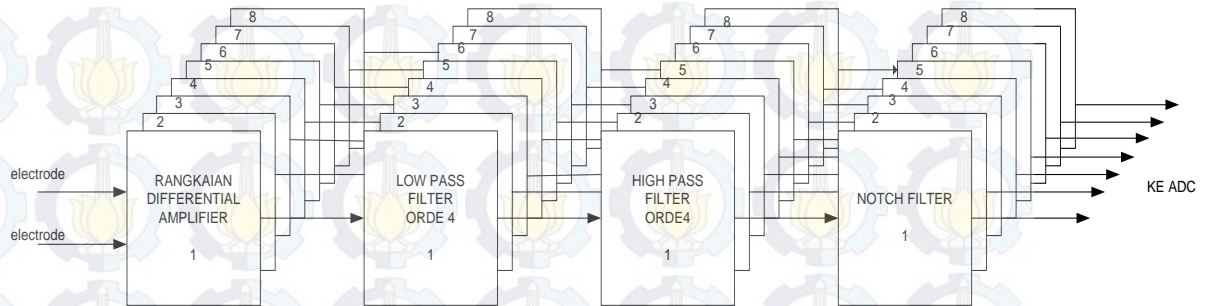 8
7
6
5
4
3
2
RANGKAIAN
DIFFERENTIAL
AMPLIFIER
1
electrode
electrode
8
7
6
5
4
3
2
LOW PASS
FILTER
ORDE 4
1
8
7
6
5
4
3
2
HIGH PASS
FILTER
ORDE4
1
8
7
6
5
4
3
2
NOTCH FILTER
1
KE ADC